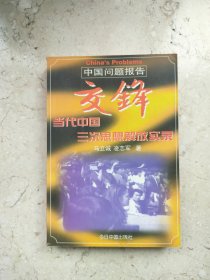 China's Problems
中国问题报告
交锋
当代中国
三次思想解放实录
马立诚 凌志军 著
今日中国出版社